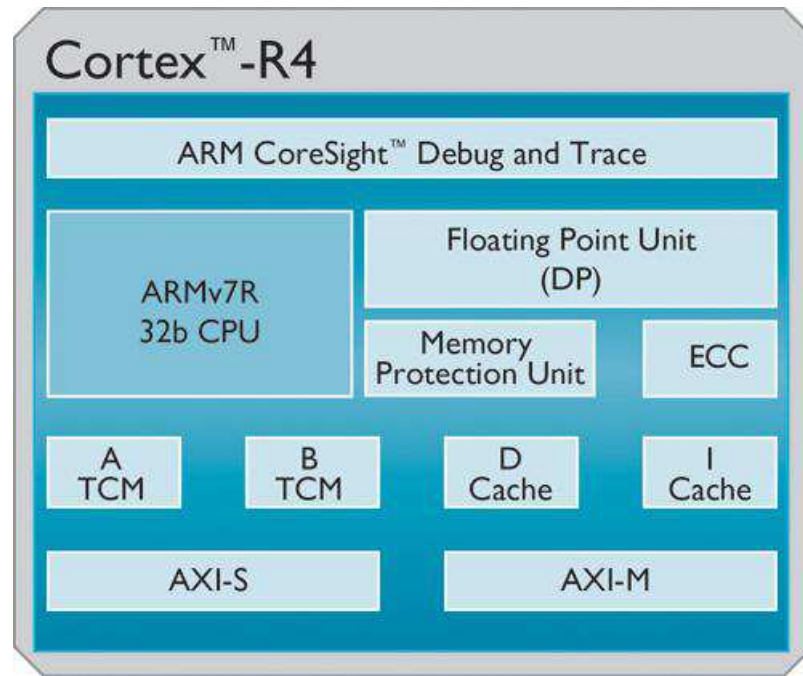 Cortex™-R4
ARM CoreSight™ Debug and Trace
ARMv7R
32b CPU
Floating Point Unit
(DP)
Memory
Protection Unit
ECC
A
TCM
B
TCM
D
Cache
I
Cache
AXI-S
AXI-M